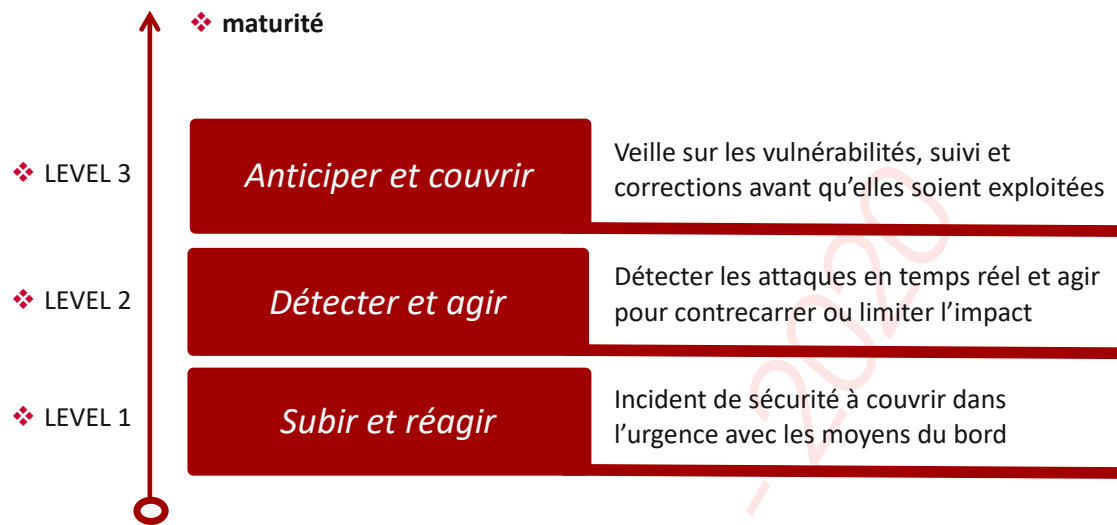 ❖ maturité
❖ LEVEL 3
Anticiper et couvrir
Veille sur les vulnérabilités, suivi et
corrections avant qu’elles soient exploitées
❖ LEVEL 2
Détecter et agir
Détecter les attaques en temps réel et agir
pour contrecarrer ou limiter l’impact
❖ LEVEL 1
Subir et réagir
Incident de sécurité à couvrir dans
l’urgence avec les moyens du bord
- 2020